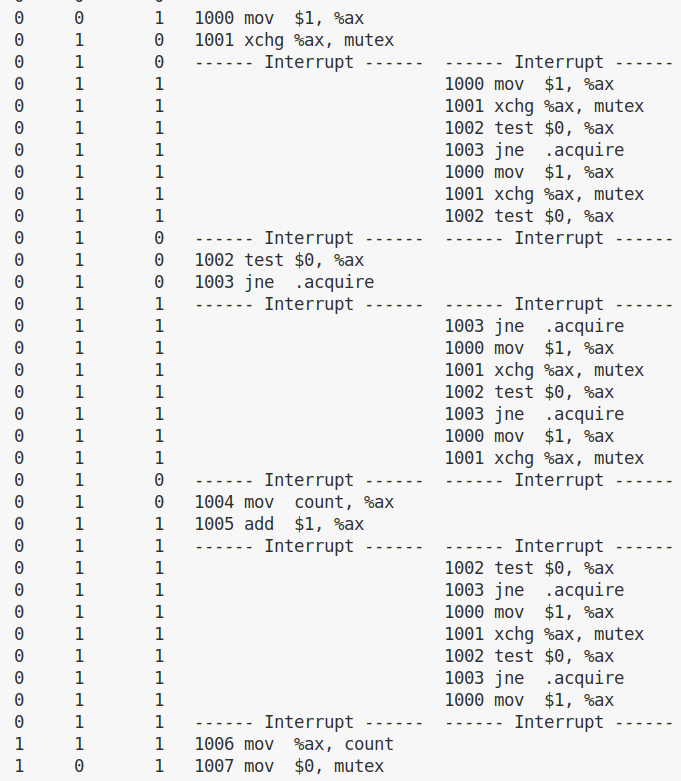 0 0 1 1000 mov $1, %ax
0 1 0 1001 xchg %ax, mutex
0 1 0 ------ Interrupt ------ ------ Interrupt ------
0 1 1 1000 mov $1, %ax
0 1 1 1001 xchg %ax, mutex
0 1 1 1002 test $0, %ax
0 1 1 1003 jne .acquire
0 1 1 1000 mov $1, %ax
0 1 1 1001 xchg %ax, mutex
0 1 1 1002 test $0, %ax
0 1 0 ------ Interrupt ------ ------ Interrupt ------
0 1 0 1002 test $0, %ax
0 1 0 1003 jne .acquire
0 1 1 ------ Interrupt ------ ------ Interrupt ------
0 1 1 1003 jne .acquire
0 1 1 1000 mov $1, %ax
0 1 1 1001 xchg %ax, mutex
0 1 1 1002 test $0, %ax
0 1 1 1003 jne .acquire
0 1 1 1000 mov $1, %ax
0 1 1 1001 xchg %ax, mutex
0 1 0 ------ Interrupt ------ ------ Interrupt ------
0 1 0 1004 mov count, %ax
0 1 1 1005 add $1, %ax
0 1 1 ------ Interrupt ------ ------ Interrupt ------
0 1 1 1002 test $0, %ax
0 1 1 1003 jne .acquire
0 1 1 1000 mov $1, %ax
0 1 1 1001 xchg %ax, mutex
0 1 1 1002 test $0, %ax
0 1 1 1003 jne .acquire
0 1 1 1000 mov $1, %ax
0 1 1 ------ Interrupt ------ ------ Interrupt ------
1 1 1 1006 mov %ax, count
1 0 1 1007 mov $0, mutex